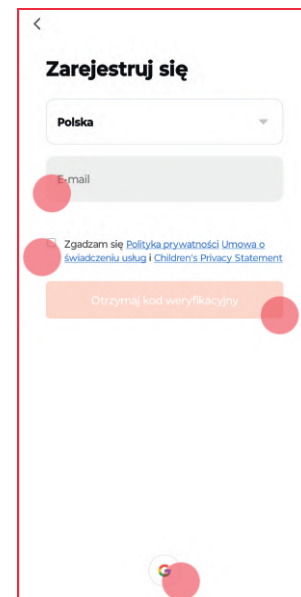 Zarejestruj się
Polska
E-mail
Zgadzam się Polityka prywatności Umowa o
świadczeniu usług i Children's Privacy Statement
Otrzymaj kod weryfikacyjny